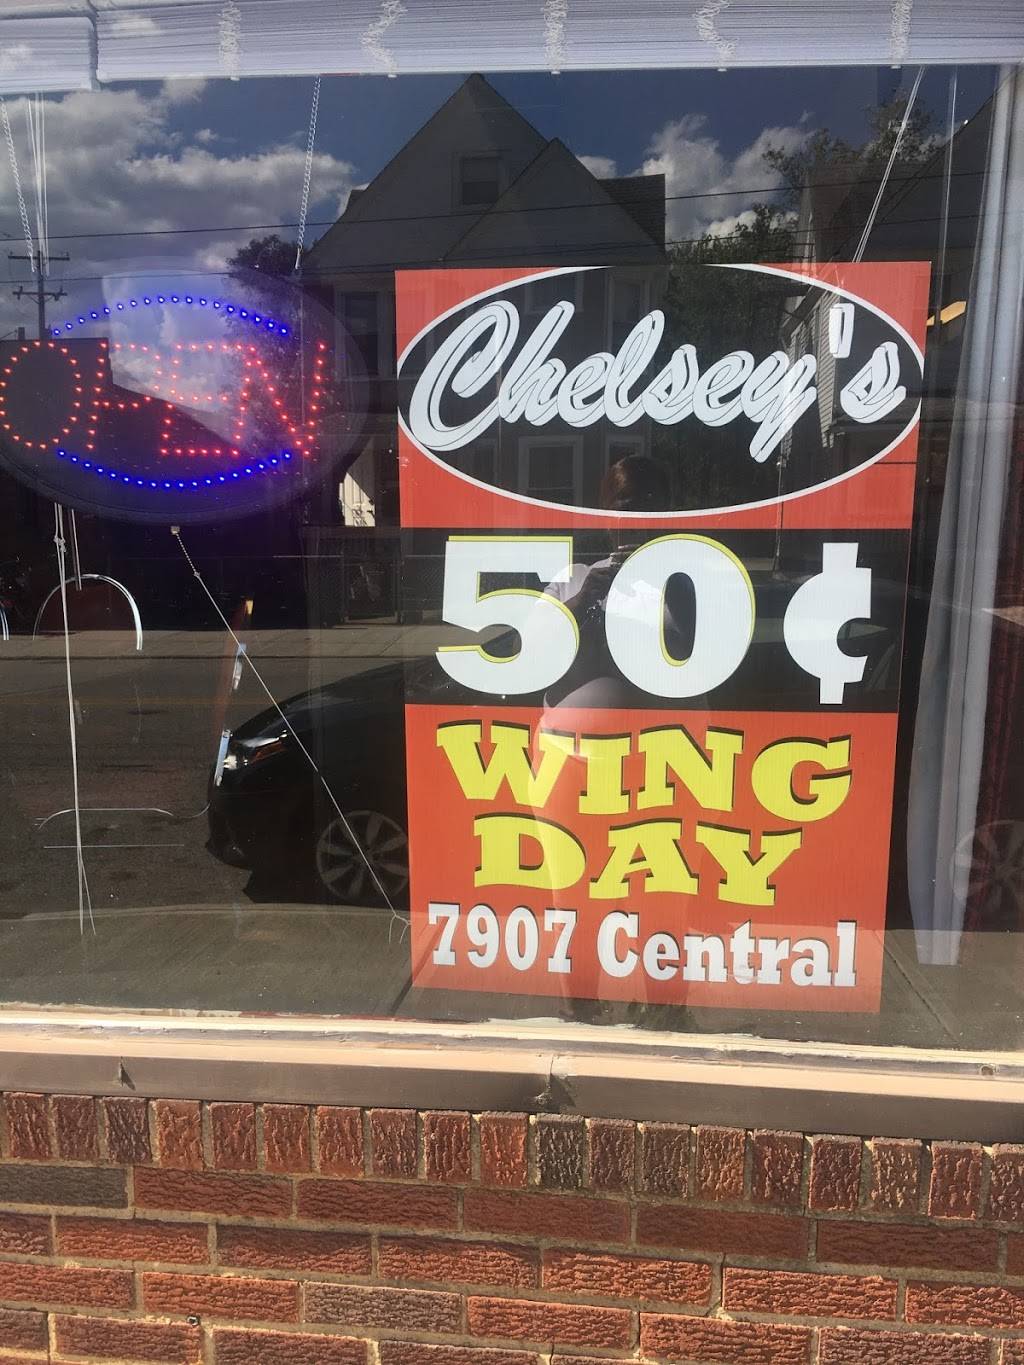 OPEN
Chelsey's
50¢
WING
DAY
7907 Central